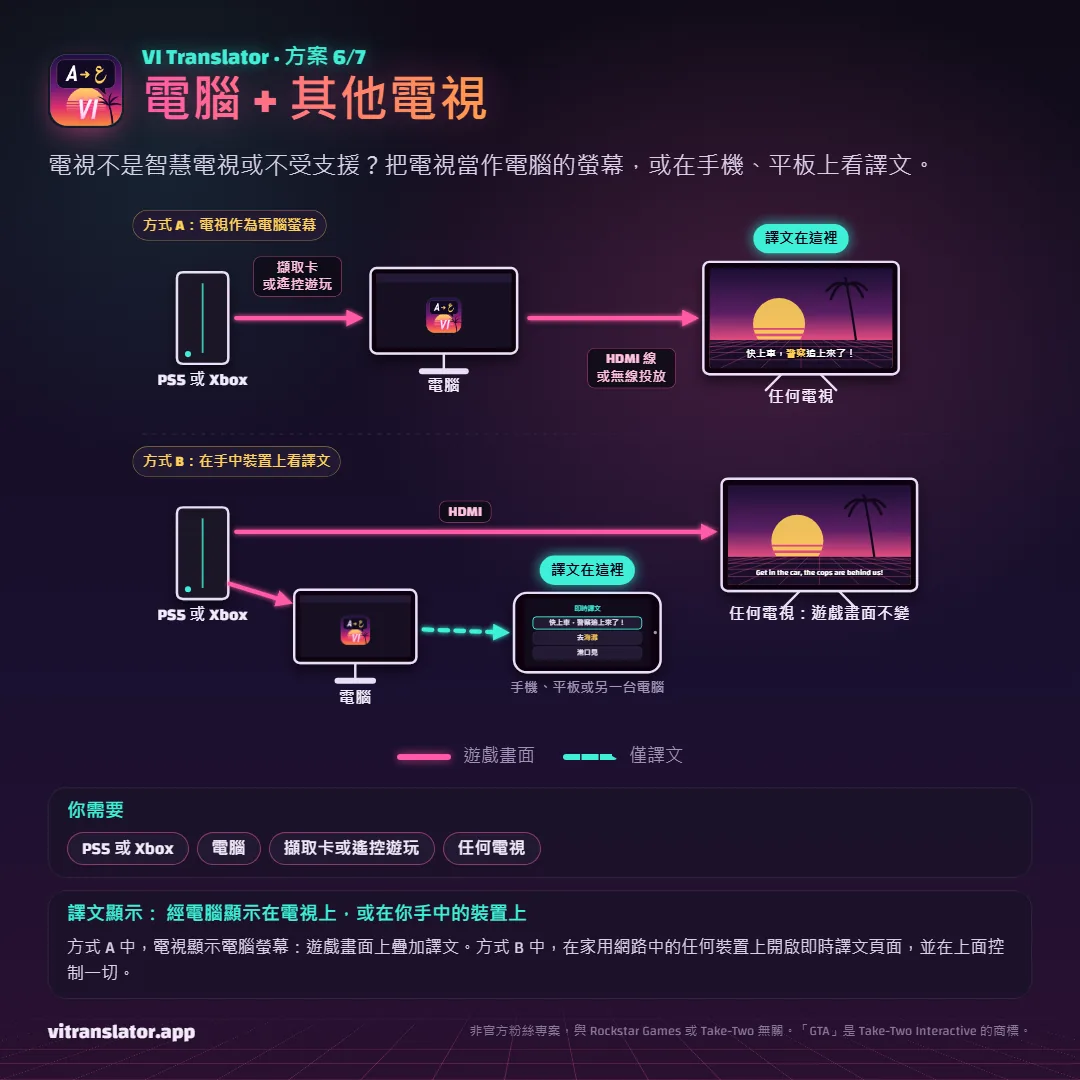 A→ع
VI
VI Translator · 方案 6/7
電腦 + 其他電視
電視不是智慧電視或不受支援？把電視當作電腦的螢幕，或在手機、平板上看譯文。
方式 A：電視作為電腦螢幕
擷取卡
或遙控遊玩
PS5 或 Xbox
A→ع
VI
電腦
HDMI 線
或無線投放
譯文在這裡
快上車，警察追上來了！
任何電視
方式 B：在手中裝置上看譯文
HDMI
PS5 或 Xbox
A→ع
VI
電腦
譯文在這裡
即時譯文
快上車，警察追上來了！
去海灘
港口見
手機、平板或另一台電腦
Get in the car, the cops are behind us!
任何電視：遊戲畫面不變
遊戲畫面
僅譯文
你需要
PS5 或 Xbox
電腦
擷取卡或遙控遊玩
任何電視
譯文顯示： 經電腦顯示在電視上，或在你手中的裝置上
方式 A 中，電視顯示電腦螢幕：遊戲畫面上疊加譯文。方式 B 中，在家用網路中的任何裝置上開啟即時譯文頁面，並在上面控
制一切。
vitranslator.app
非官方粉絲專案，與 Rockstar Games 或 Take-Two 無關。「GTA」是 Take-Two Interactive 的商標。